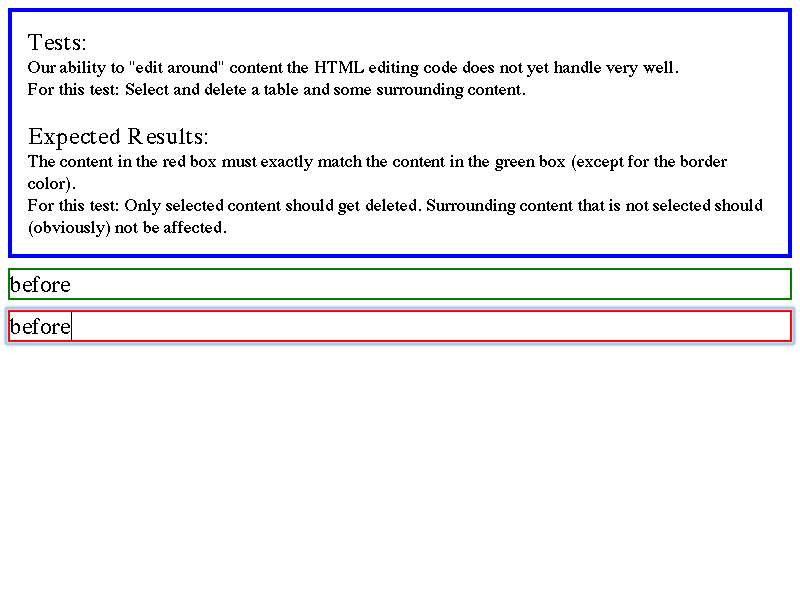 Tests:
Our ability to "edit around" content the HTML editing code does not yet handle very well.
For this test: Select and delete a table and some surrounding content.
Expected Results:
The content in the red box must exactly match the content in the green box (except for the border
color).
For this test: Only selected content should get deleted. Surrounding content that is not selected should
(obviously) not be affected.
before
before